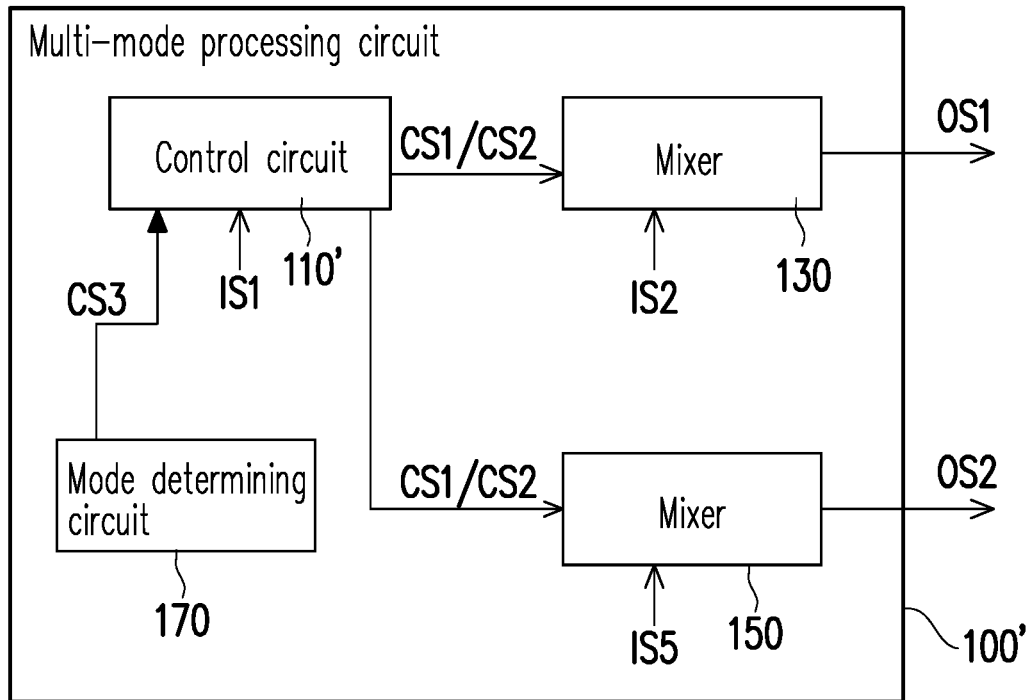 Multi-mode processing circuit
OS1
Control circuit
CS1/CS2
Mixer
110'
130
CS3
IS1
IS2
Mode determining
circuit
CS1/CS2
Mixer
OS2
170
150
IS5
100'